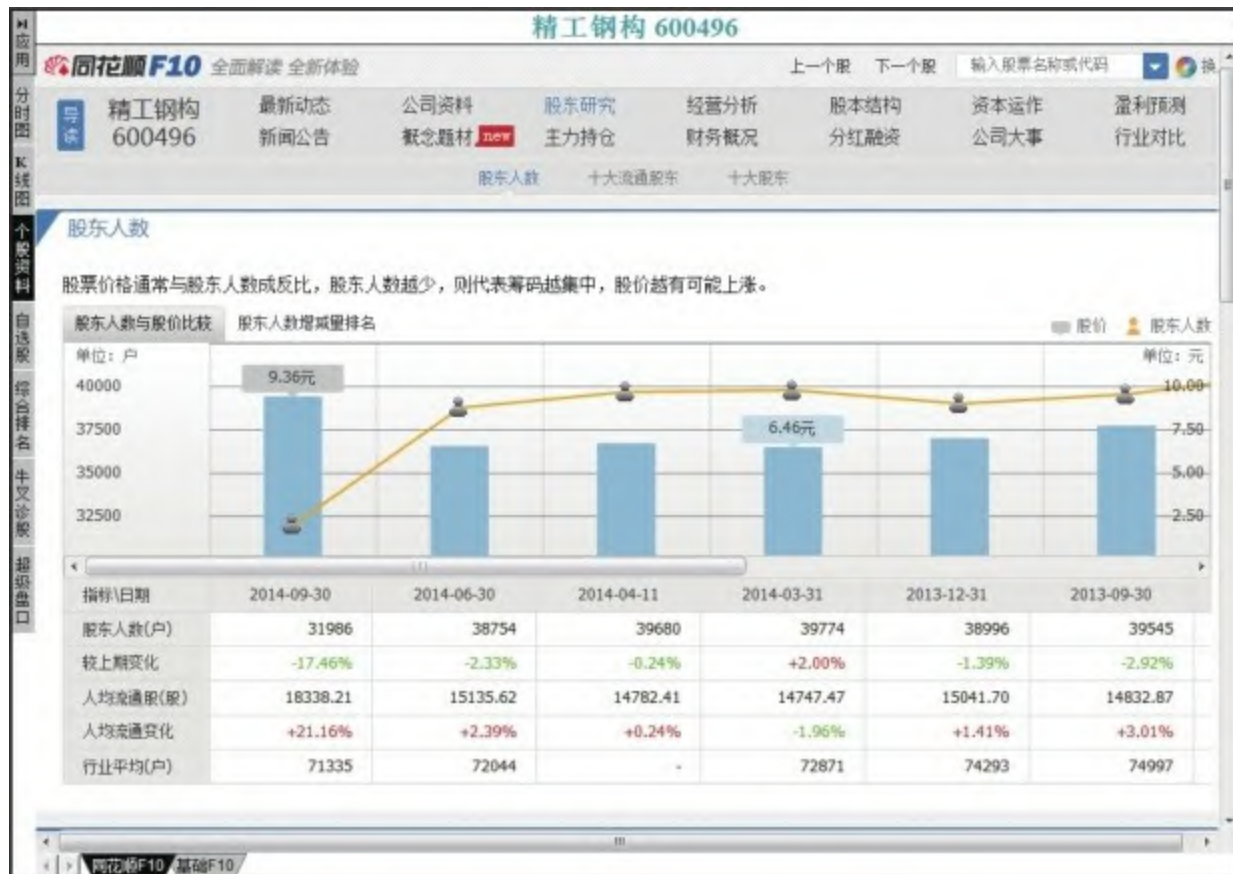 精工钢构 600496
应用
分时图
K线图
个股资料
自选股
综合排名
牛叉诊股
超级盘口
同花顺F10 全面解读 全新体验 上一个股 下一个股 输入股票名称或代码 换
导读 精工钢构 最新动态 公司资料 股东研究 经营分析 股本结构 资本运作 盈利预测
600496 新闻公告 概念题材 new 主力持仓 财务概况 分红融资 公司大事 行业对比
股东人数 十大流通股东 十大股东
股东人数
股票价格通常与股东人数成反比，股东人数越少，则代表筹码越集中，股价越有可能上涨。
股东人数与股价比较 股东人数增减量排名 股价 股东人数
单位：户 单位：元
40000 9.36元 10.00
37500 6.46元 7.50
35000 5.00
32500 2.50
指标\日期 2014-09-30 2014-06-30 2014-04-11 2014-03-31 2013-12-31 2013-09-30
股东人数(户) 31986 38754 39680 39774 38996 39545
较上期变化 -17.46% -2.33% -0.24% +2.00% -1.39% -2.92%
人均流通股(股) 18338.21 15135.62 14782.41 14747.47 15041.70 14832.87
人均流通变化 +21.16% +2.39% +0.24% -1.96% +1.41% +3.01%
行业平均(户) 71335 72044 - 72871 74293 74997
同花顺F10 基础F10